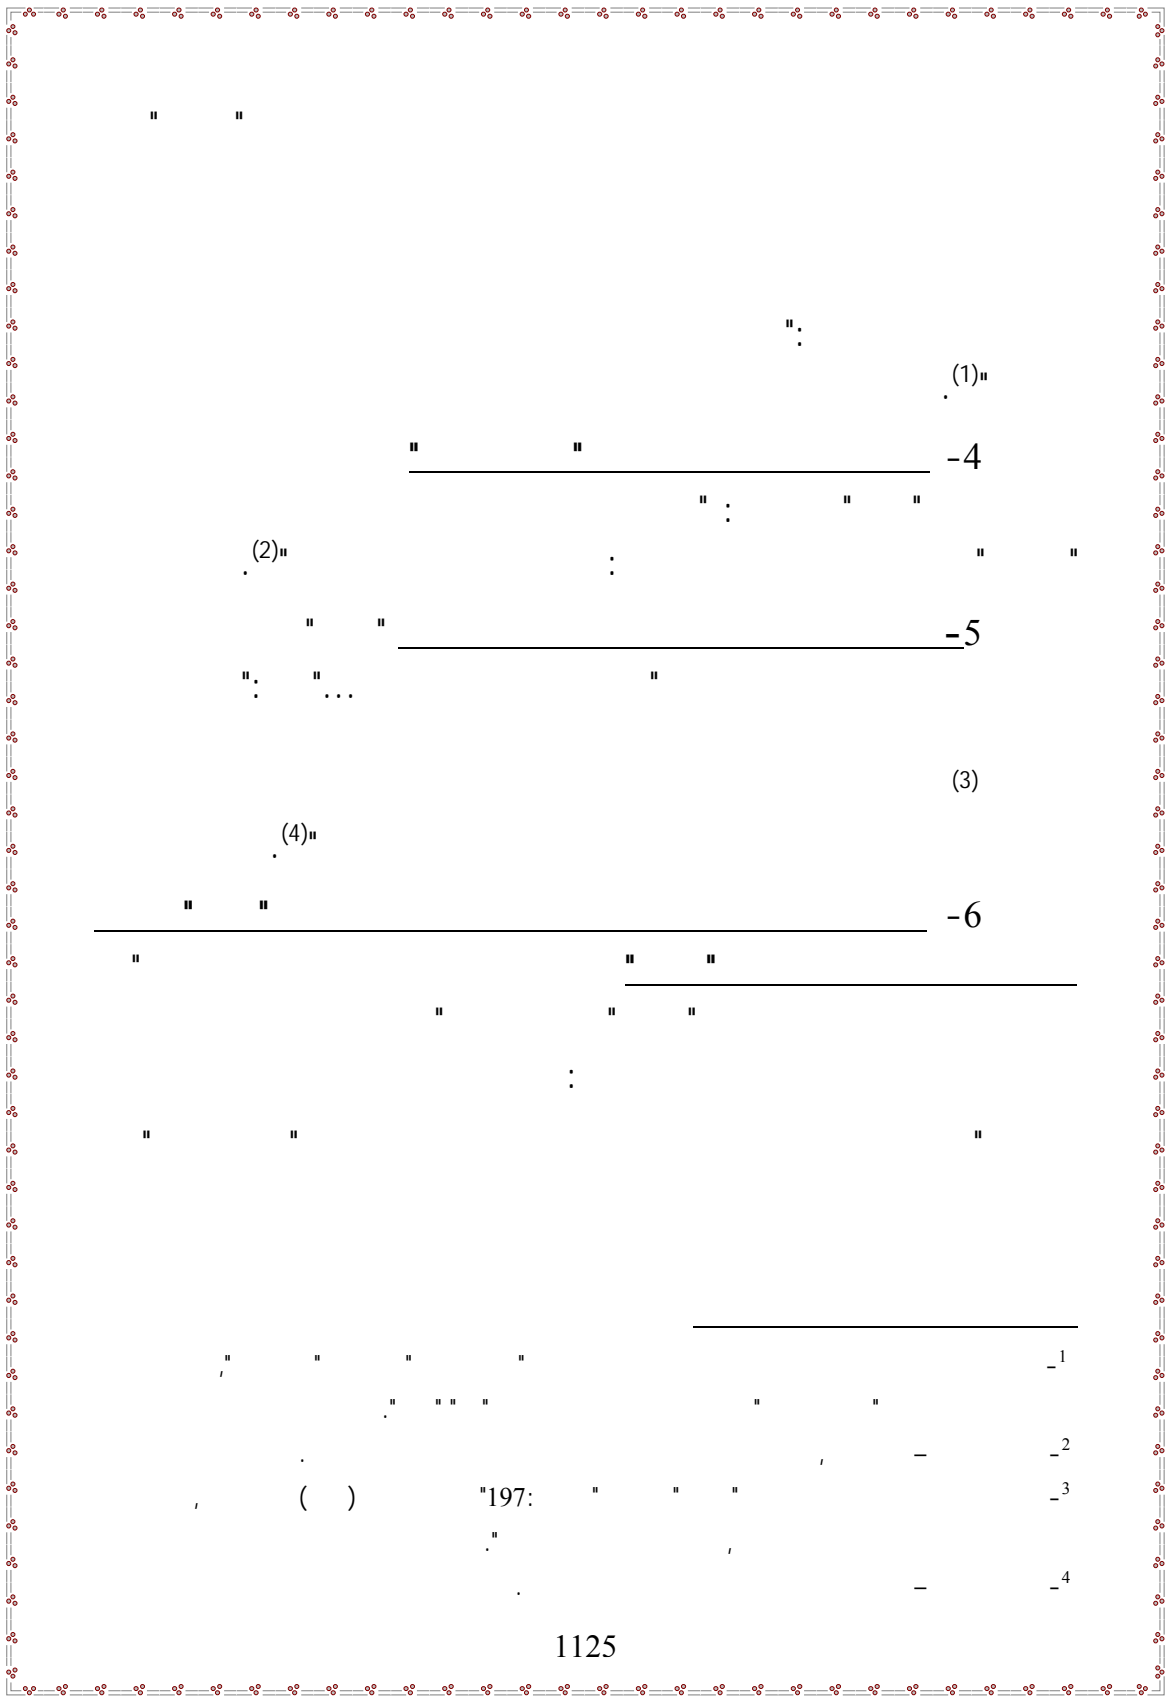 " "
: "
"(1) .
4- " "
" " : "
" " : "(2) .
5- " "
" ..." : "
(3)
"(4) .
6- " "
" " "
" " "
:
" " "
1- " " " " ,
" " " " " " .
2- – , .
3- " " " :197" ( ) ,
, " .
4- – .
1125